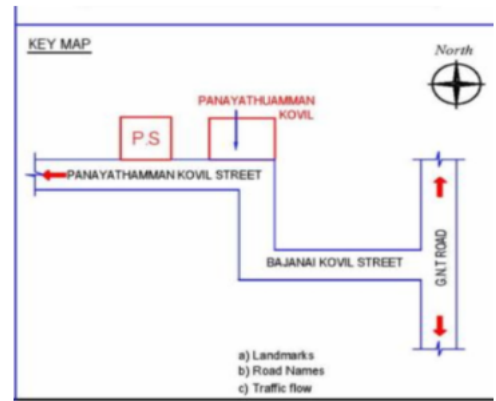 KEY MAP
North
PANAYATHUAMMAN
KOVIL
P.S
PANAYATHAMMAN KOVIL STREET
BAJANAI KOVIL STREET
G.N.T ROAD
a) Landmarks
b) Road Names
c) Traffic flow